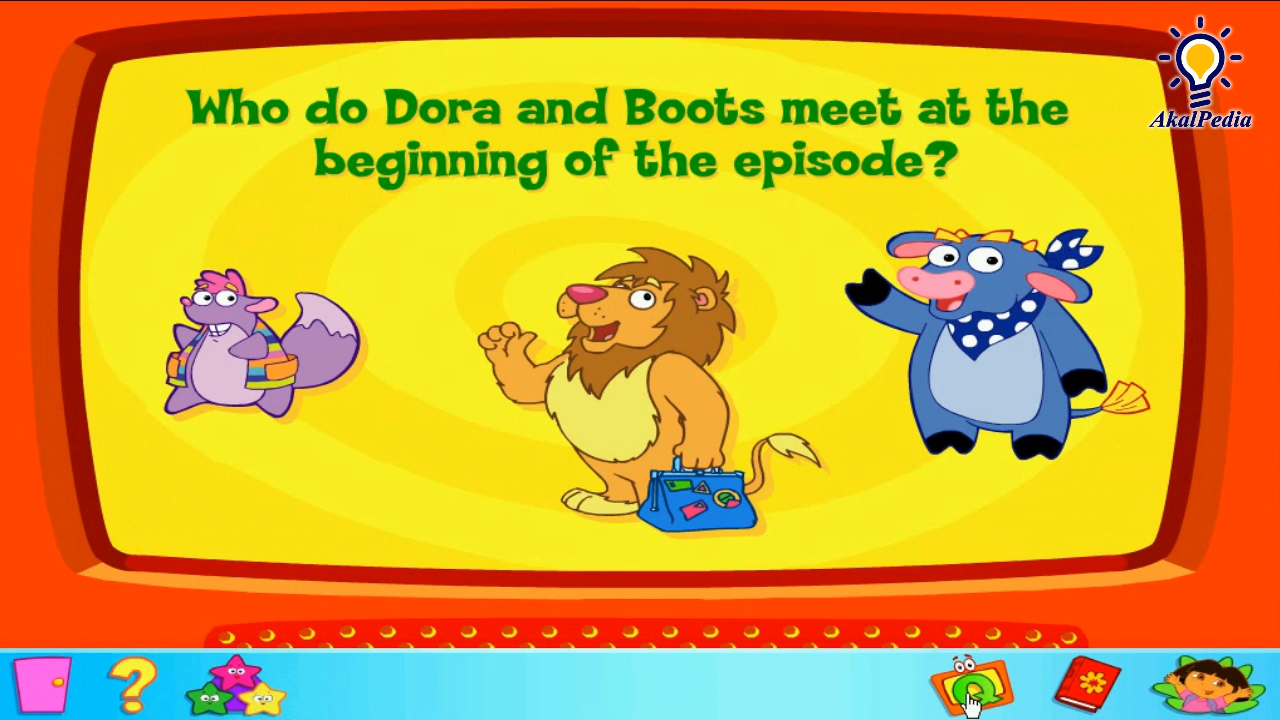 AkalPedia
Who do Dora and Boots meet at the
beginning of the episode?